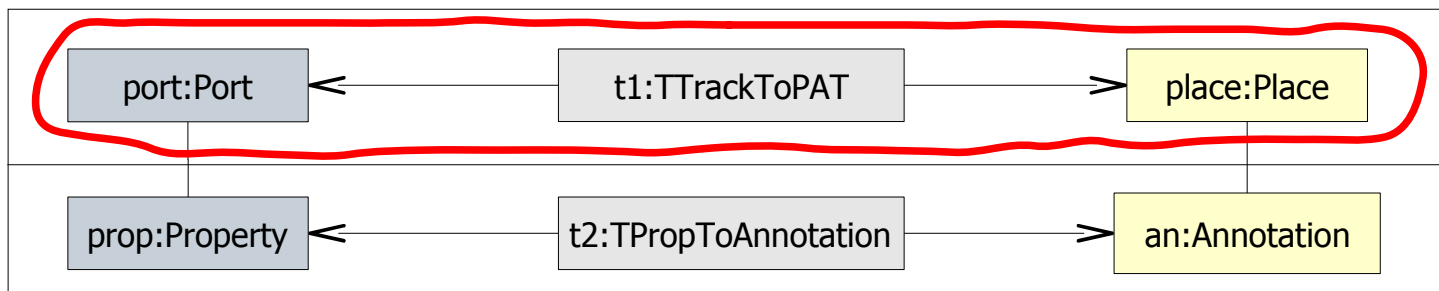 port:Port
t1:TTrackToPAT
place:Place
prop:Property
t2:TPropToAnnotation
an:Annotation